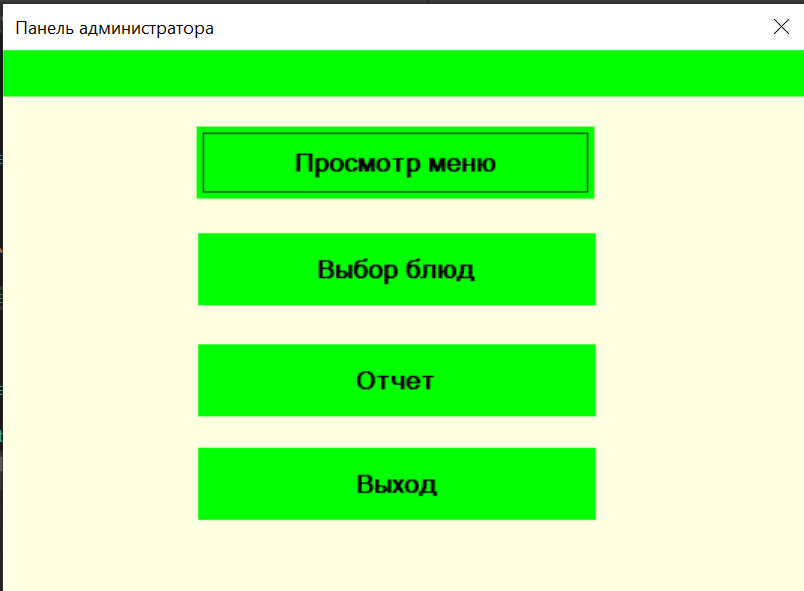 Панель администратора
Просмотр меню
Выбор блюд
Отчет
Выход